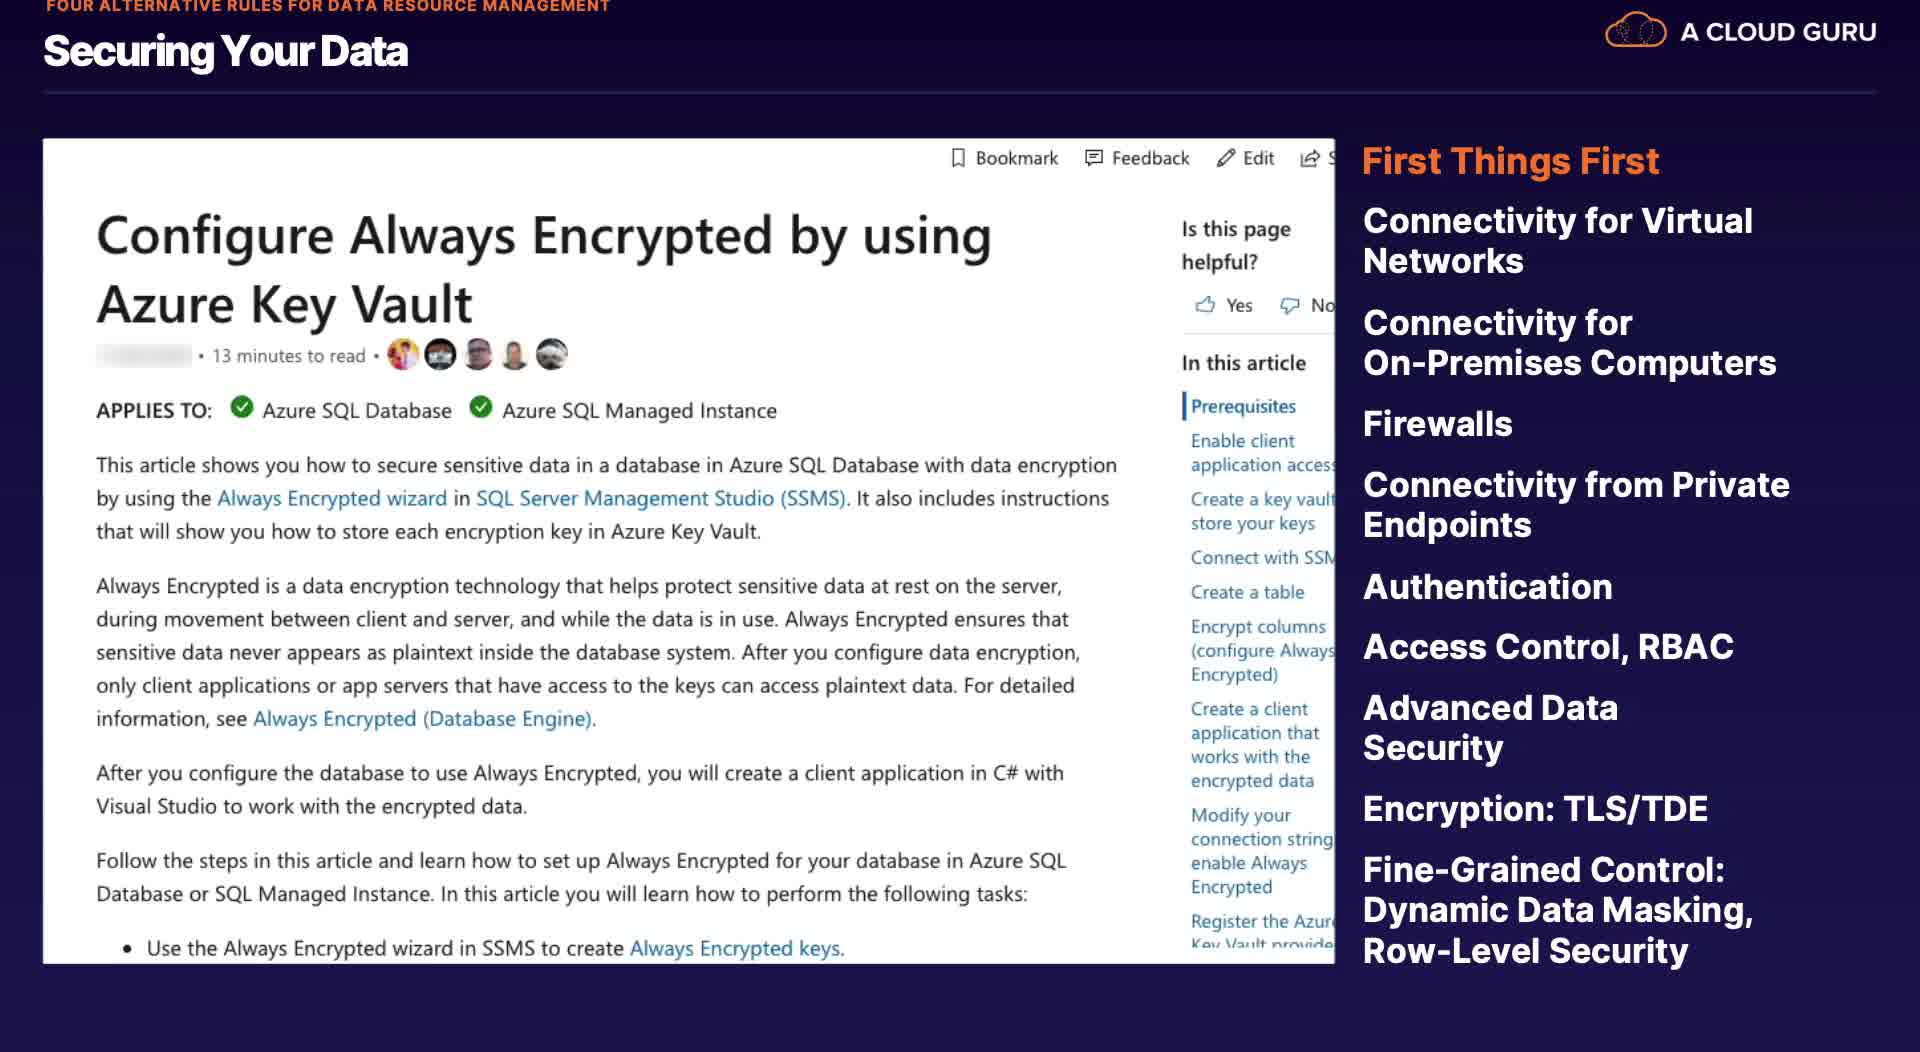 FOUR ALTERNATIVE RULES FOR DATA RESOURCE MANAGEMENT
Securing Your Data
A CLOUD GURU
Bookmark
Feedback
Edit
Configure Always Encrypted by using
Azure Key Vault
• 13 minutes to read •
APPLIES TO: Azure SQL Database Azure SQL Managed Instance
This article shows you how to secure sensitive data in a database in Azure SQL Database with data encryption
by using the Always Encrypted wizard in SQL Server Management Studio (SSMS). It also includes instructions
that will show you how to store each encryption key in Azure Key Vault.
Always Encrypted is a data encryption technology that helps protect sensitive data at rest on the server,
during movement between client and server, and while the data is in use. Always Encrypted ensures that
sensitive data never appears as plaintext inside the database system. After you configure data encryption,
only client applications or app servers that have access to the keys can access plaintext data. For detailed
information, see Always Encrypted (Database Engine).
After you configure the database to use Always Encrypted, you will create a client application in C# with
Visual Studio to work with the encrypted data.
Follow the steps in this article and learn how to set up Always Encrypted for your database in Azure SQL
Database or SQL Managed Instance. In this article you will learn how to perform the following tasks:
• Use the Always Encrypted wizard in SSMS to create Always Encrypted keys.
Is this page
helpful?
Yes
No
In this article
Prerequisites
Enable client
application access
Create a key vault
store your keys
Connect with
Create a table
Encrypt columns
(configure Always
Encrypted)
Create a client
application that
works with the
encrypted data
Modify your
connection string
enable Always
Encrypted
Register the
Key Vault
First Things First
Connectivity for Virtual
Networks
Connectivity for
On-Premises Computers
Firewalls
Connectivity from Private
Endpoints
Authentication
Access Control, RBAC
Advanced Data
Security
Encryption: TLS/TDE
Fine-Grained Control:
Dynamic Data Masking,
Row-Level Security